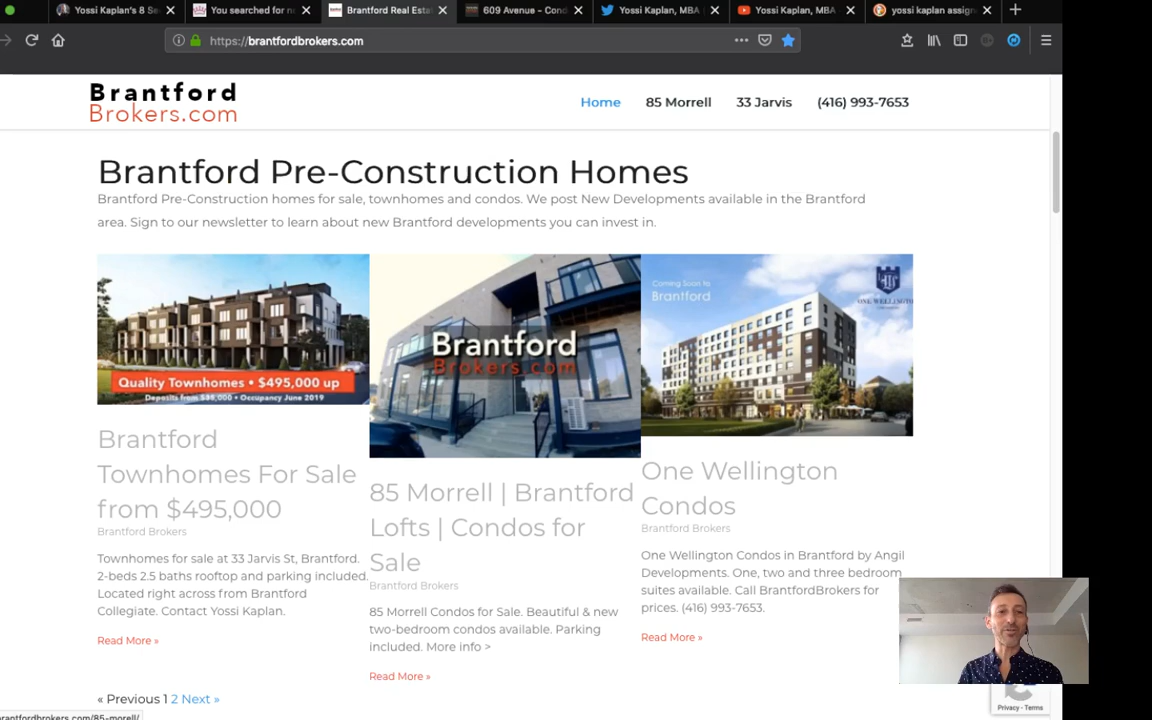 Yossi Kaplan's 8 Se
You searched for n
Brantford Real Esta
609 Avenue - Cond
Yossi Kaplan, MBA
Yossi Kaplan, MBA
yossi kaplan assign
https://brantfordbrokers.com
Brantford
Brokers.com
Home
85 Morrell
33 Jarvis
(416) 993-7653
Brantford Pre-Construction Homes
Brantford Pre-Construction homes for sale, townhomes and condos. We post New Developments available in the Brantford
area. Sign to our newsletter to learn about new Brantford developments you can invest in.
Quality Townhomes • $495,000 up
Deposits from $35,000 • Occupancy June 2019
Brantford
Townhomes For Sale
from $495,000
Brantford Brokers
Townhomes for sale at 33 Jarvis St, Brantford.
2-beds 2.5 baths rooftop and parking included.
Located right across from Brantford
Collegiate. Contact Yossi Kaplan.
Read More »
Brantford
Brokers.com
85 Morrell | Brantford
Lofts | Condos for
Sale
Brantford Brokers
85 Morrell Condos for Sale. Beautiful & new
two-bedroom condos available. Parking
included. More info >
Read More »
Coming Soon to
Brantford
ONE WELLINGTON
One Wellington
Condos
Brantford Brokers
One Wellington Condos in Brantford by Angil
Developments. One, two and three bedroom
suites available. Call BrantfordBrokers for
prices. (416) 993-7653.
Read More »
« Previous 1 2 Next »
Privacy - Terms
brantfordbrokers.com/85-morell/